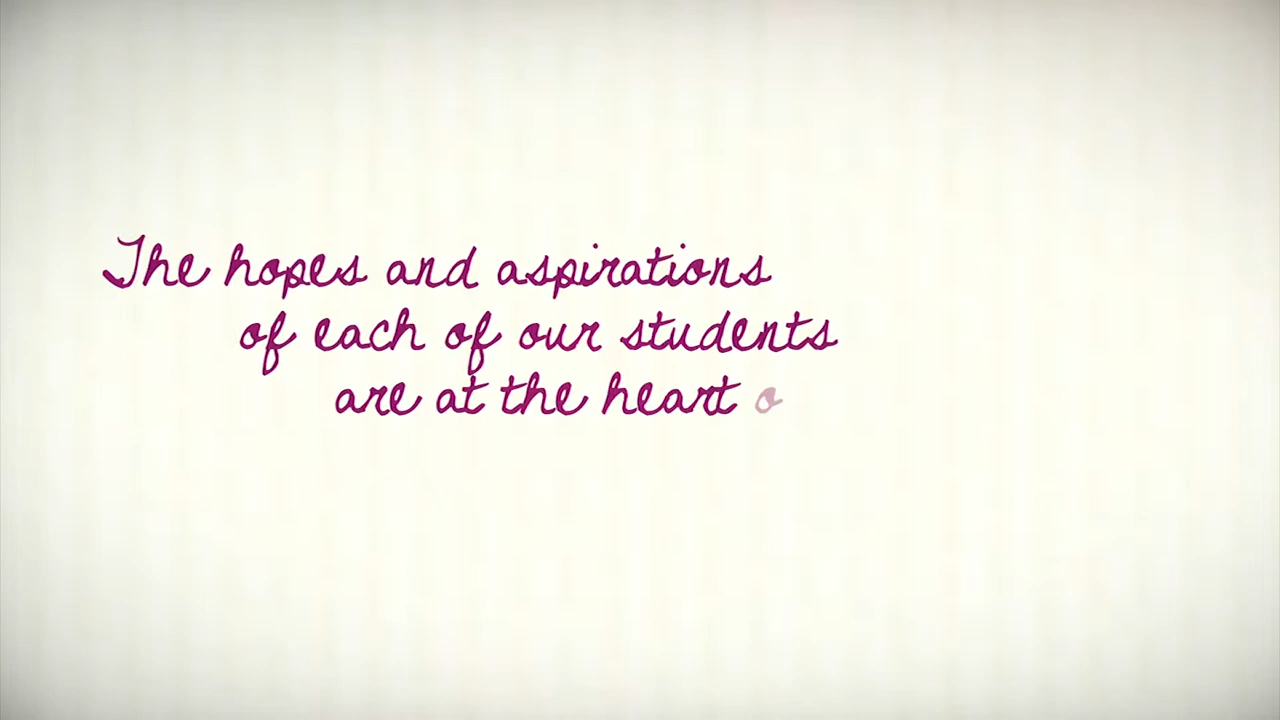 The hopes and aspirations
of each of our students
are at the heart o